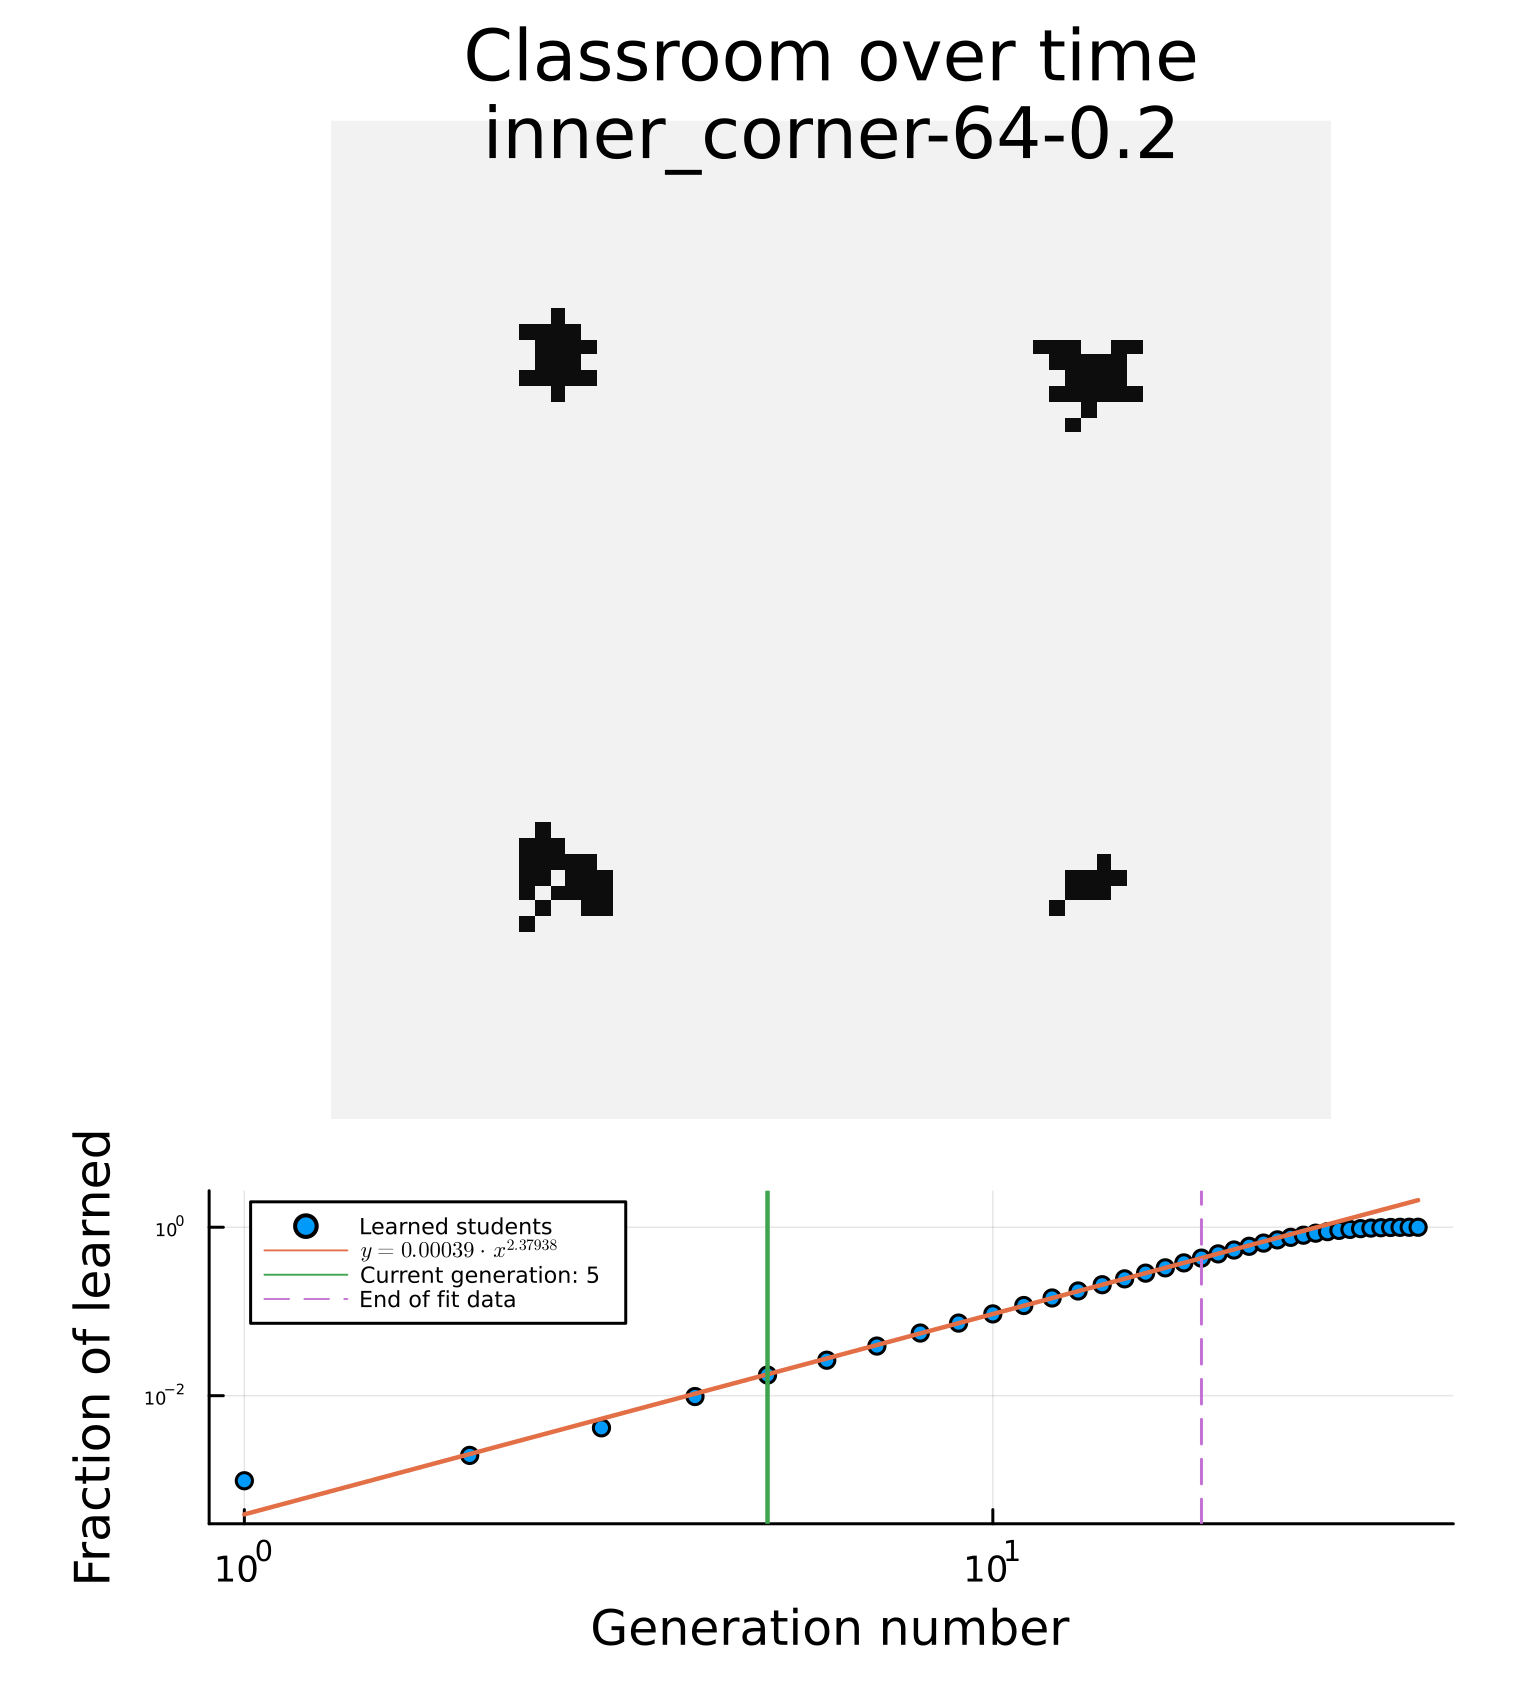 Classroom over time
inner_corner-64-0.2
Fraction of learned
10^0
10^−2
Learned students
y = 0.00039 · x^2.37938
Current generation: 5
End of fit data
10^0
10^1
Generation number